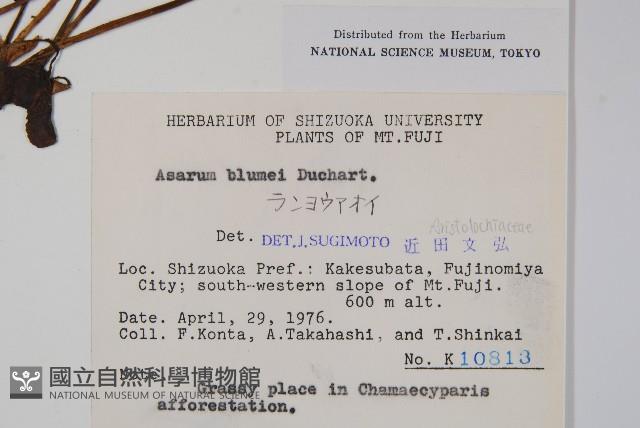 Distributed from the Herbarium
NATIONAL SCIENCE MUSEUM, TOKYO
HERBARIUM OF SHIZUOKA UNIVERSITY
PLANTS OF MT.FUJI
Asarum blumei Duchart.
ランヨウアオイ
Aristolochiaceae
Det. DET.J.SUGIMOTO 近田文弘
Loc. Shizuoka Pref.: Kakesubata, Fujinomiya
City; south-western slope of Mt.Fuji.
600 m alt.
Date. April, 29, 1976.
Coll. F.Konta, A.Takahashi, and T.Shinkai
No. K 10813
國立自然科學博物館
NATIONAL MUSEUM OF NATURAL SCIENCE
Grassy place in Chamaecyparis
afforestation.